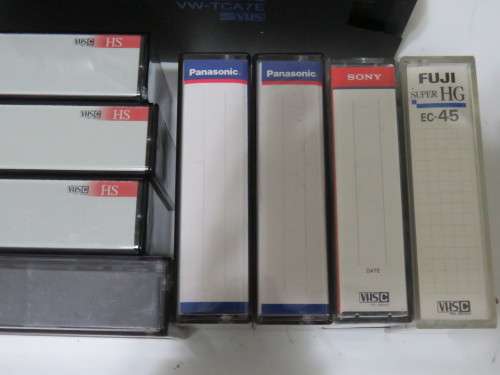 VW-TCA7E
VHS
VHS C HS
VHS C HS
VHS C HS
Panasonic
Panasonic
SONY
DATE
VHS C
FUJI
SUPER HG
EC-45
VHS C